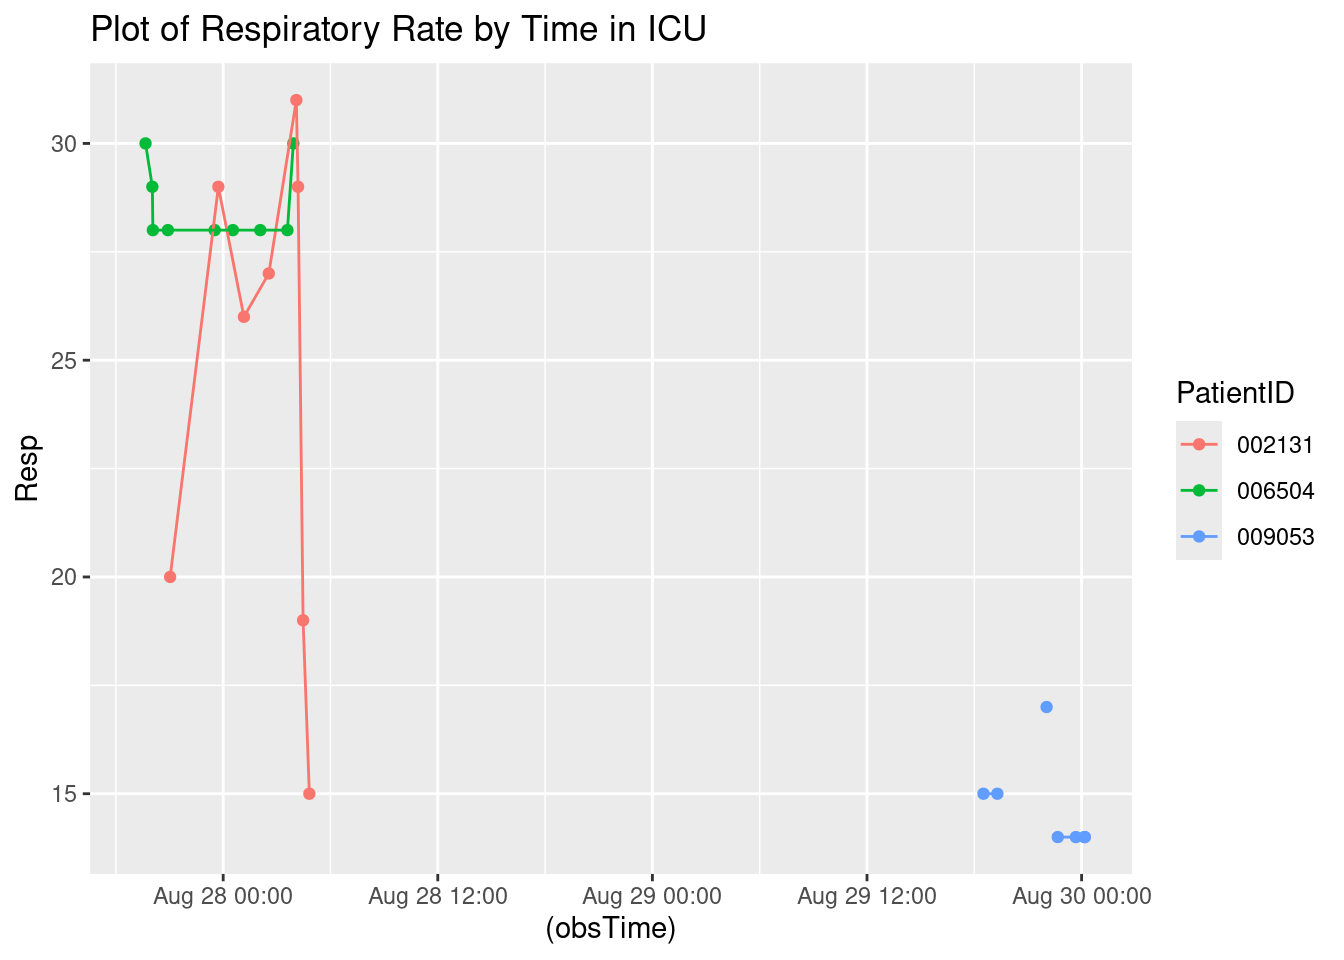 Plot of Respiratory Rate by Time in ICU
30
25
20
15
Resp
Aug 28 00:00 Aug 28 12:00 Aug 29 00:00 Aug 29 12:00 Aug 30 00:00
(obsTime)
PatientID
002131
006504
009053